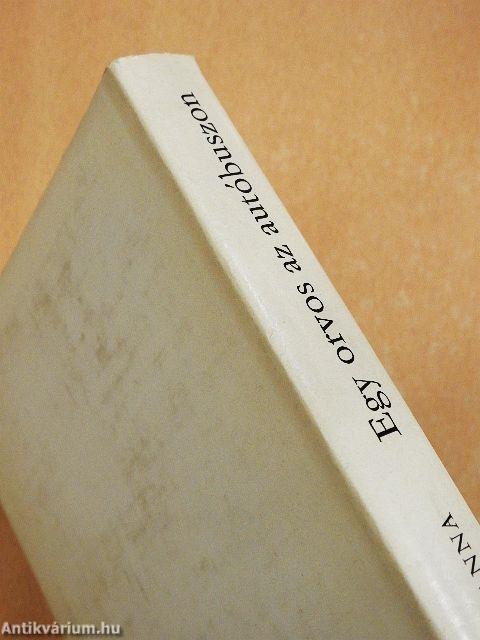 Egy orvos az autóbuszon
NNA
Antikvárium.hu